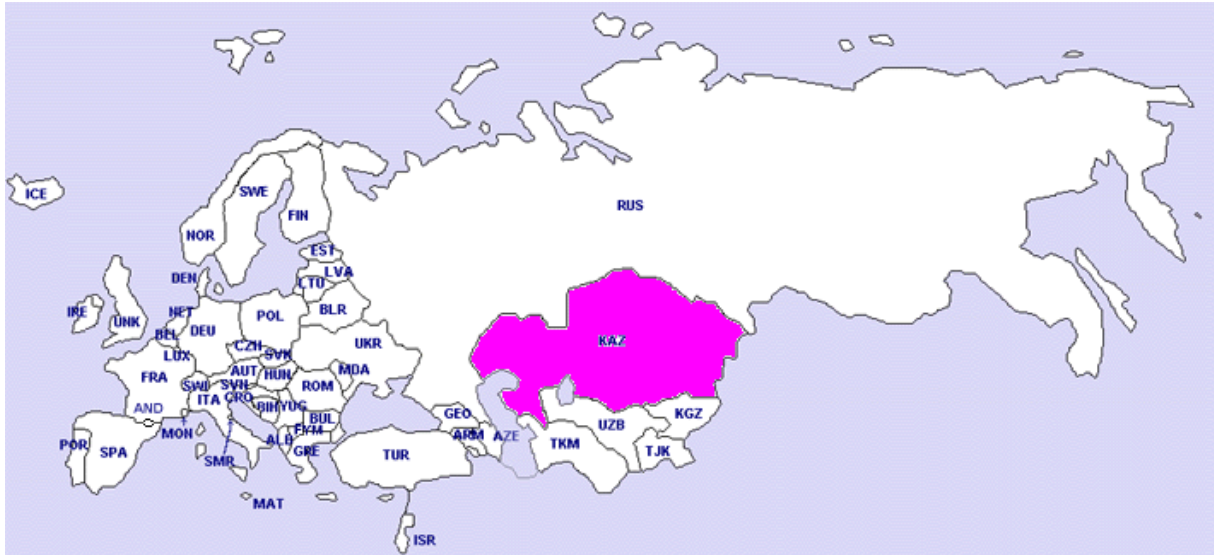 ICE
SWE
RUS
FIN
NOR
EST
LVA
DEN
LTU
IRE
UNK
NET
BLR
POL
DEU
BEL
UKR
KAZ
CZH
SVK
LUX
AUT
HUN
MDA
FRA
SWI
SVN
ROM
ITA
CRO
BIH
YUG
AND
GEO
KGZ
BUL
UZB
FYM
MON
ARM
AZE
ALB
POR
SPA
GRE
TKM
TJK
TUR
SMR
MAT
ISR